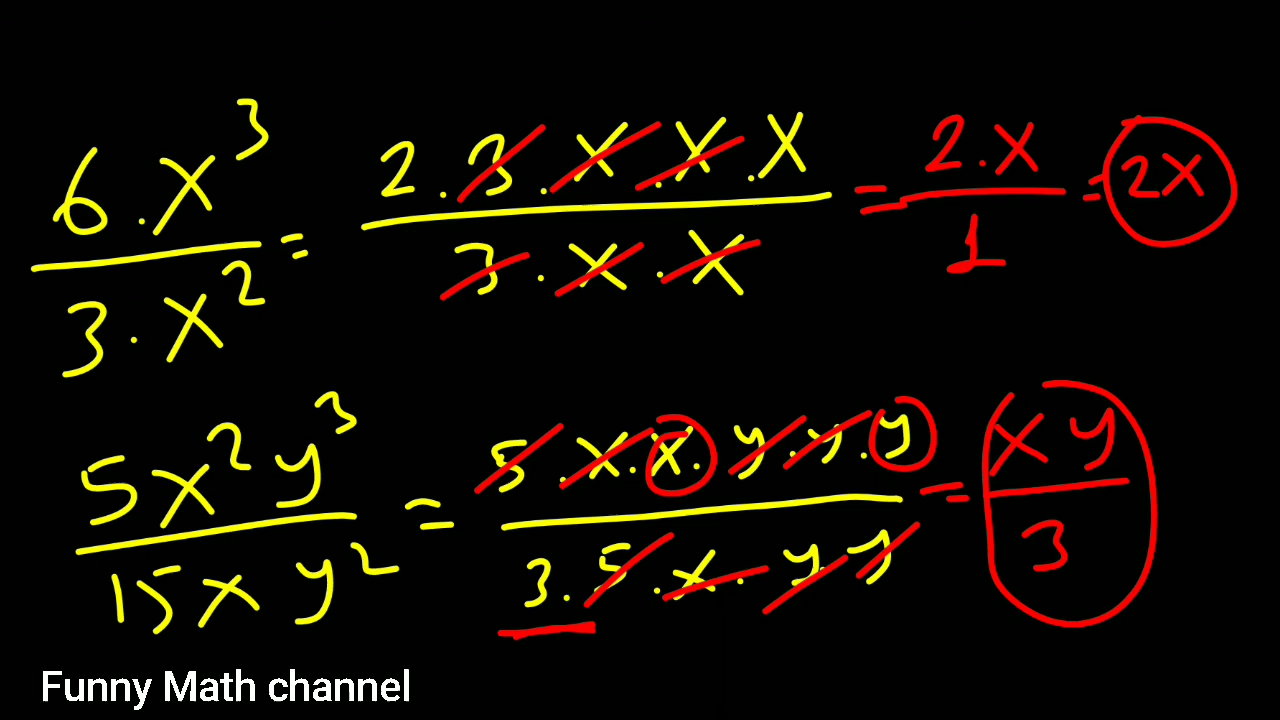 6.x³/3.x² = 2.3.x.x.x/3.x.x = 2.x/1 = 2x
5x²y³/15xy² = 5.x.x.y.y.y/3.5.x.y y = xy/3
Funny Math channel